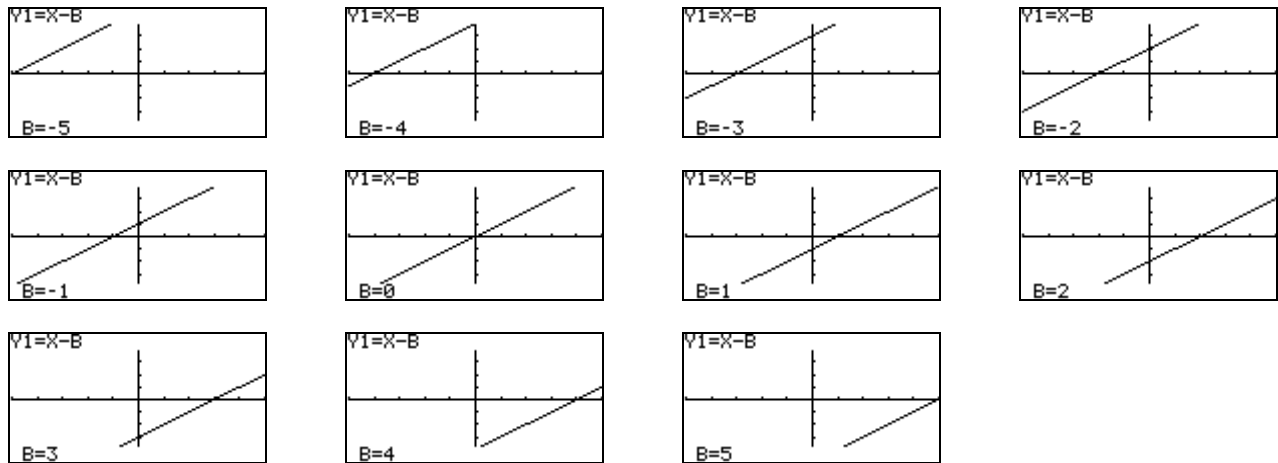 Y1=X-B
B=-5
Y1=X-B
B=-4
Y1=X-B
B=-3
Y1=X-B
B=-2
Y1=X-B
B=-1
Y1=X-B
B=0
Y1=X-B
B=1
Y1=X-B
B=2
Y1=X-B
B=3
Y1=X-B
B=4
Y1=X-B
B=5